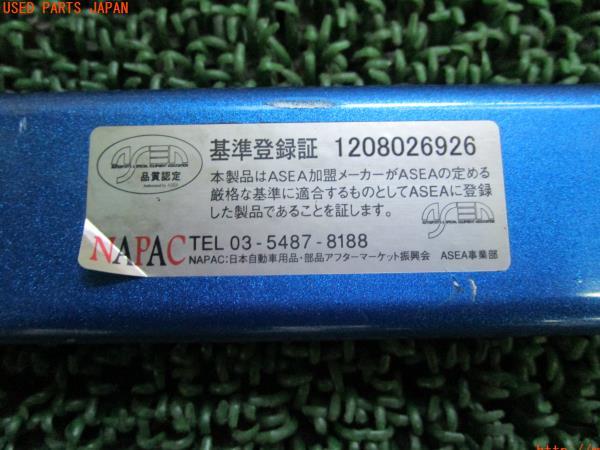 USED PARTS JAPAN
ASEA
品質認定
Authorized by ASEA
基準登録証 1208026926
本製品はASEA加盟メーカーがASEAの定める
厳格な基準に適合するものとしてASEAに登録
した製品であることを証します。
ASEA
NAPAC TEL 03-5487-8188
NAPAC:日本自動車用品・部品アフターマーケット振興会 ASEA事業部